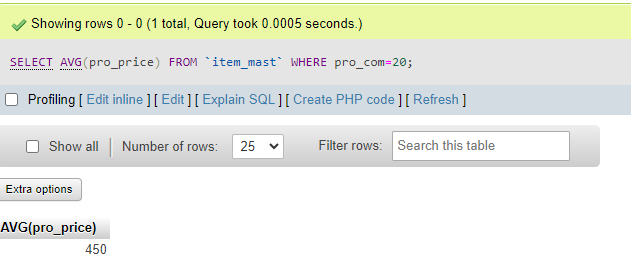 Showing rows 0 - 0 (1 total, Query took 0.0005 seconds.)
SELECT AVG(pro_price) FROM `item_mast` WHERE pro_com=20;
Profiling [ Edit inline ] [ Edit ] [ Explain SQL ] [ Create PHP code ] [ Refresh ]
Show all Number of rows: 25 Filter rows: Search this table
Extra options
AVG(pro_price)
450